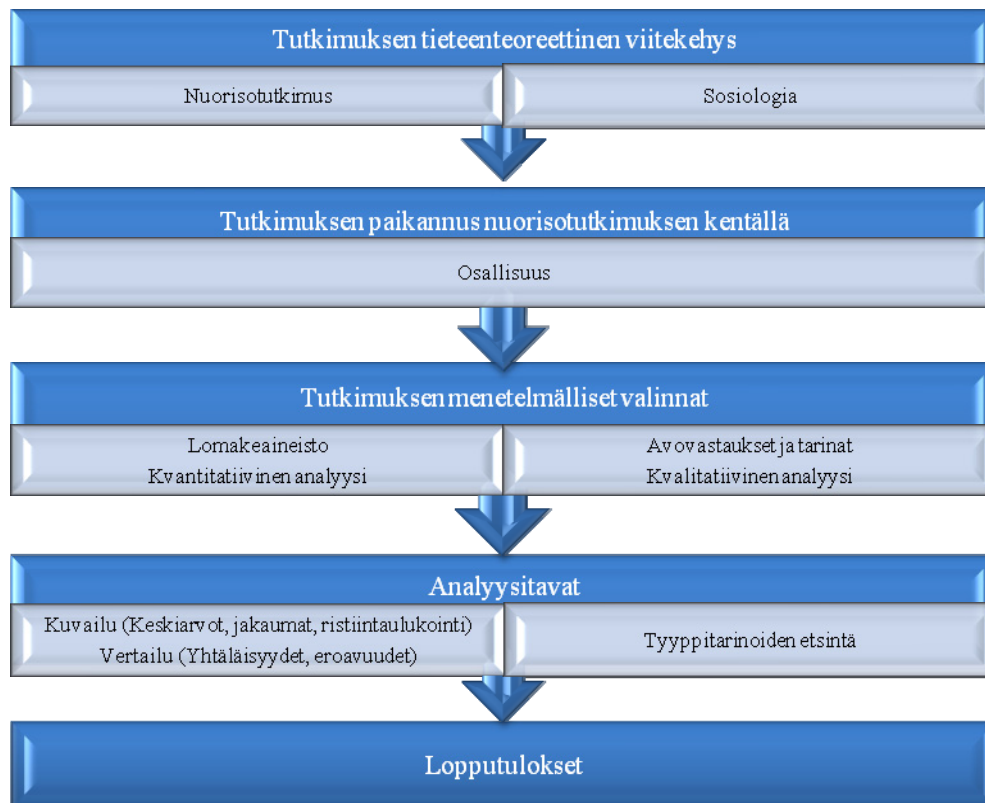 Tutkimuksen tieteenteoreettinen viitekehys
Nuorisotutkimus
Sosiologia
Tutkimuksen paikannus nuorisotutkimuksen kentällä
Osallisuus
Tutkimuksen menetelmälliset valinnat
Lomakeaineisto
Kvantitatiivinen analyysi
Avovastaukset ja tarinat
Kvalitatiivinen analyysi
Analyysitavat
Kuvailu (Keskiarvot, jakaumat, ristiintaulukointi)
Vertailu (Yhtäläisyydet, eroavuudet)
Tyyppitarinoiden etsintä
Lopputulokset